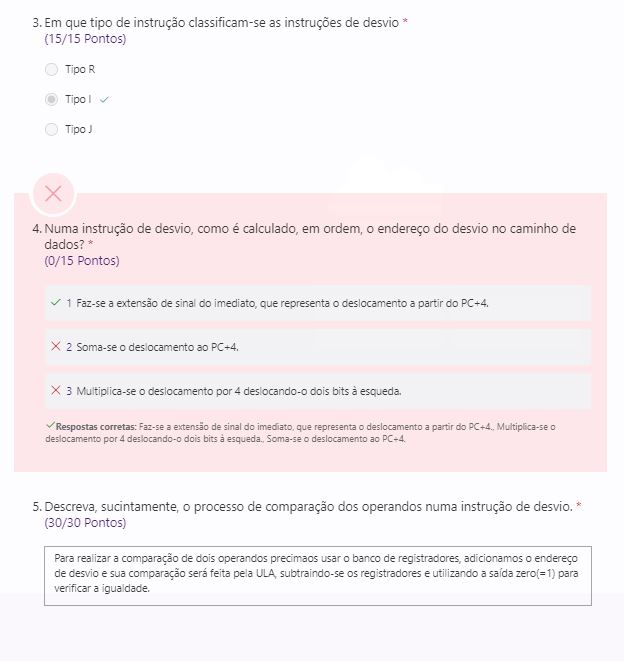 3. Em que tipo de instrução classificam-se as instruções de desvio *
(15/15 Pontos)
Tipo R
Tipo I
Tipo J
4. Numa instrução de desvio, como é calculado, em ordem, o endereço do desvio no caminho de
dados? *
(0/15 Pontos)
1 Faz-se a extensão de sinal do imediato, que representa o deslocamento a partir do PC+4.
2 Soma-se o deslocamento ao PC+4.
3 Multiplica-se o deslocamento por 4 deslocando-o dois bits à esqueda.
Respostas corretas: Faz-se a extensão de sinal do imediato, que representa o deslocamento a partir do PC+4., Multiplica-se o
deslocamento por 4 deslocando-o dois bits à esqueda., Soma-se o deslocamento ao PC+4.
5. Descreva, sucintamente, o processo de comparação dos operandos numa instrução de desvio. *
(30/30 Pontos)
Para realizar a comparação de dois operandos precimaos usar o banco de registradores, adicionamos o endereço
de desvio e sua comparação será feita pela ULA, subtraindo-se os registradores e utilizando a saída zero(=1) para
verificar a igualdade.